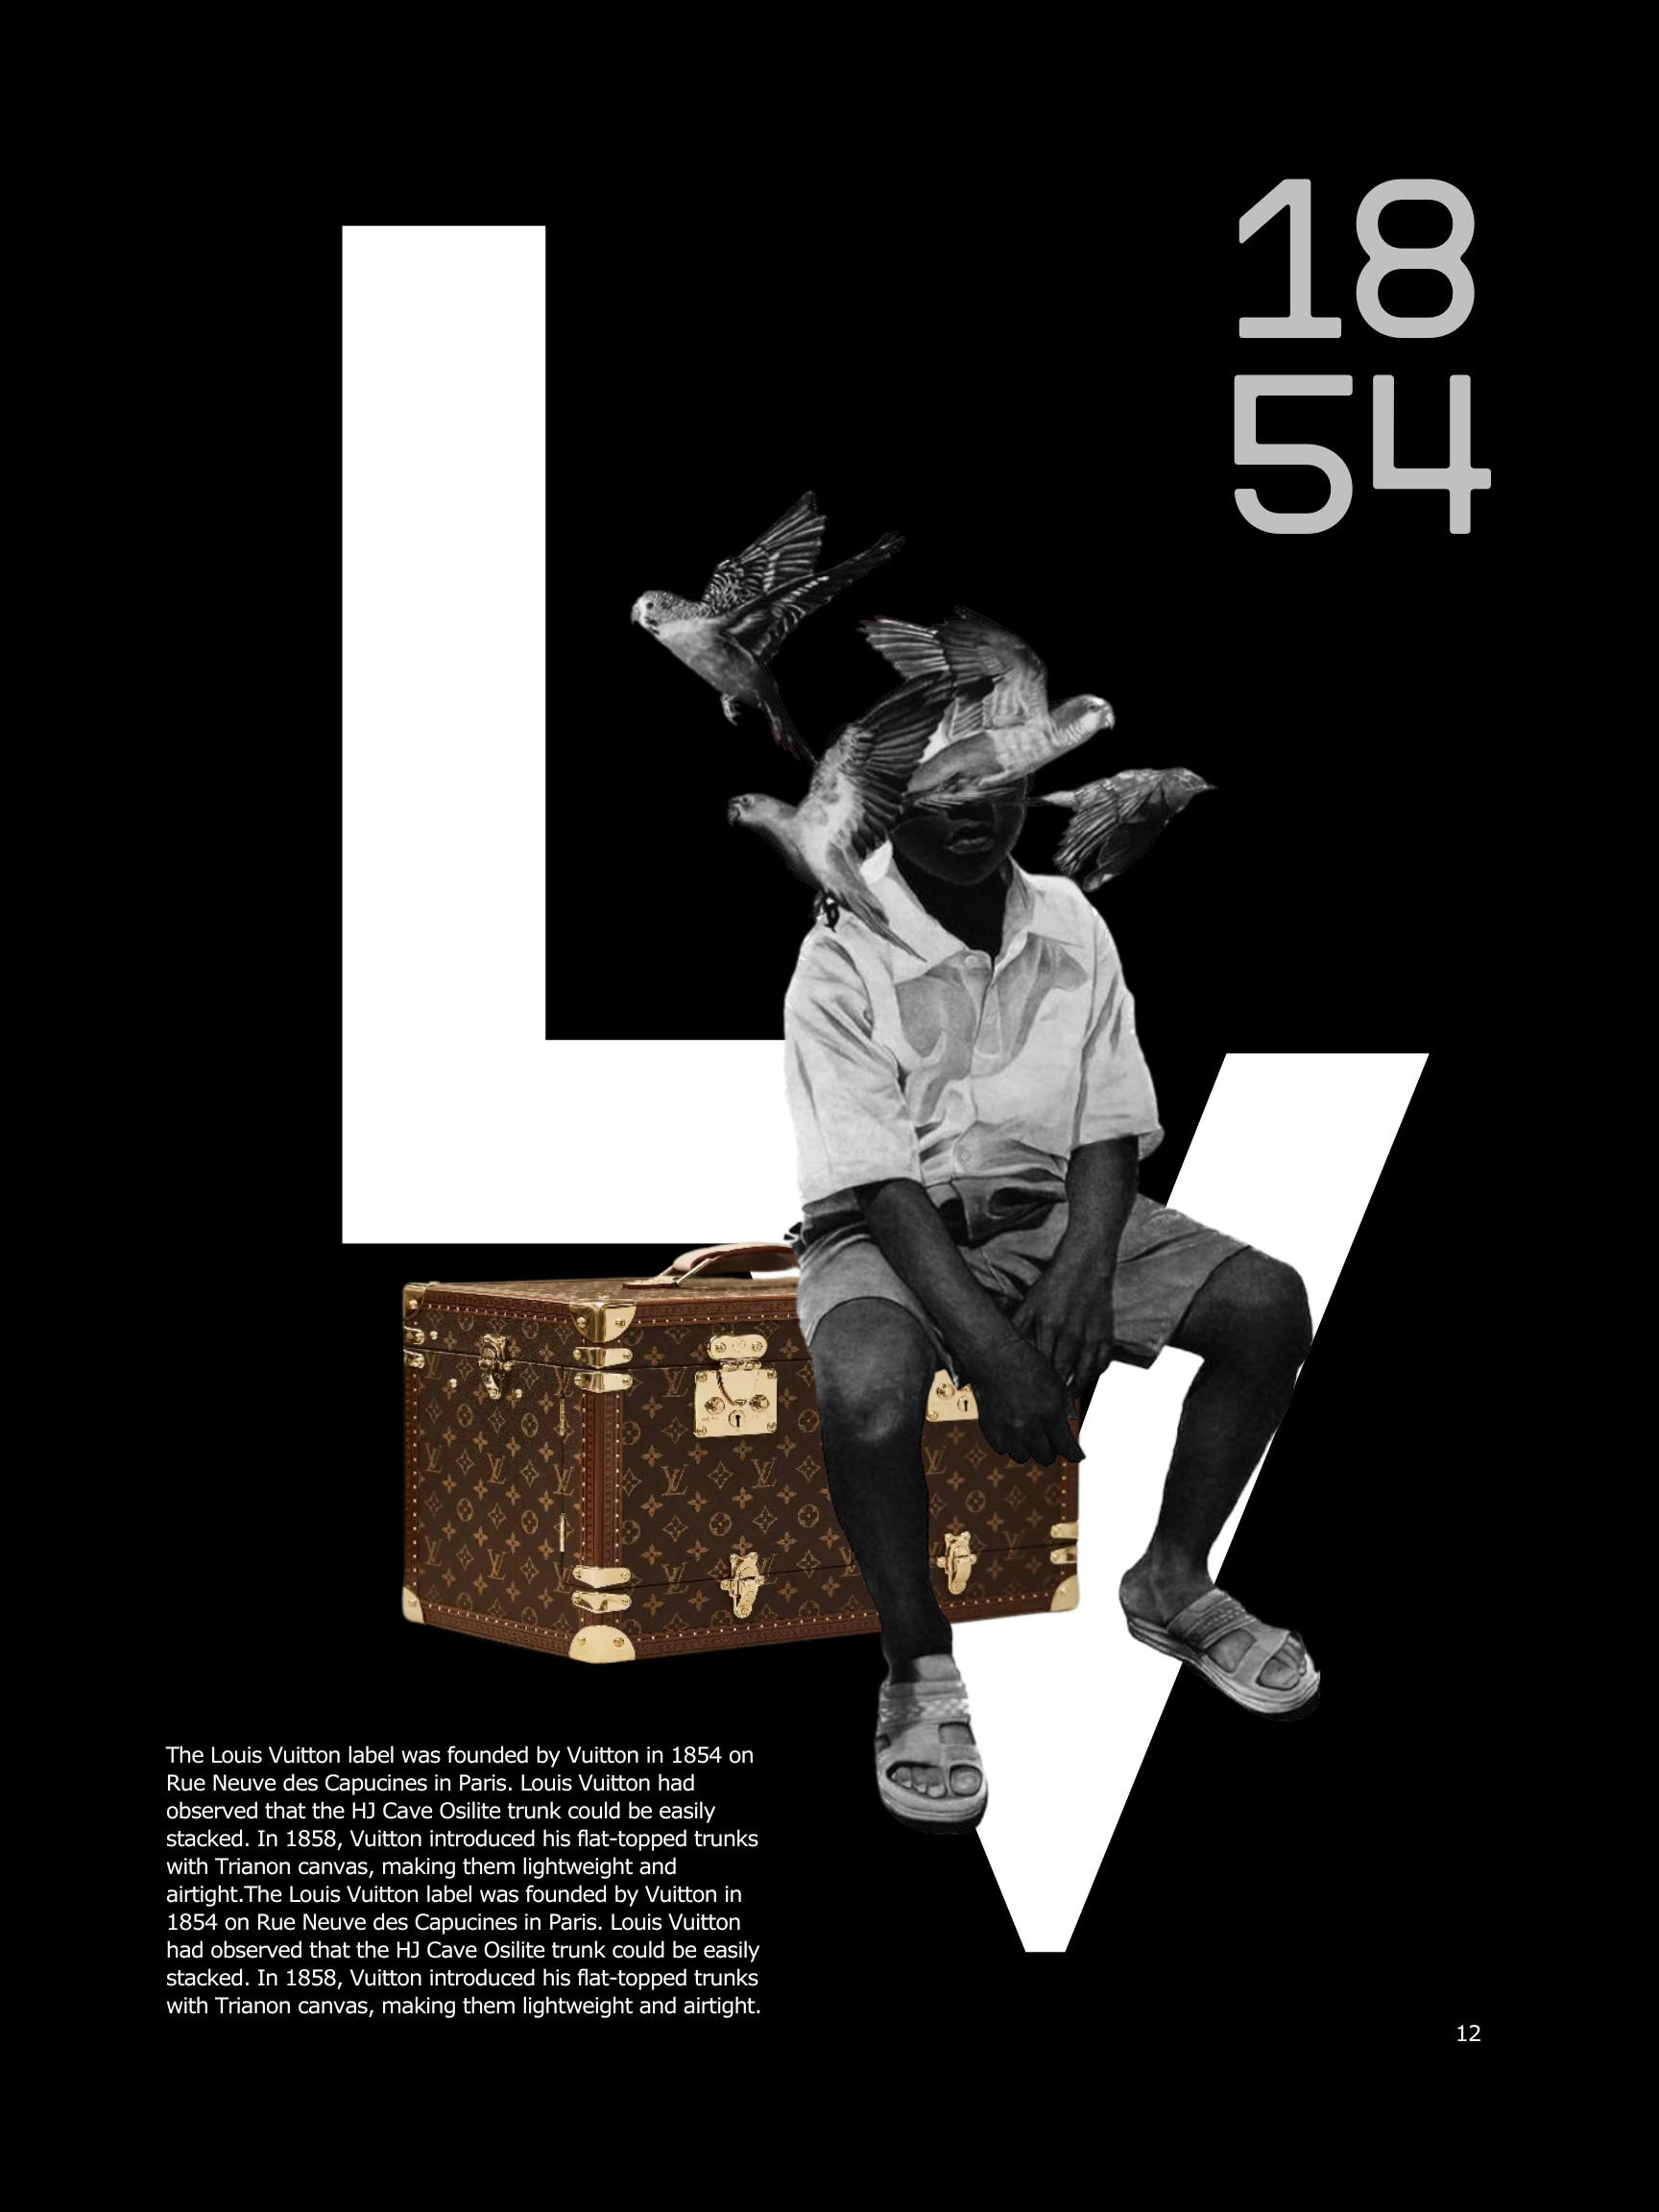 18
54
LV
The Louis Vuitton label was founded by Vuitton in 1854 on
Rue Neuve des Capucines in Paris. Louis Vuitton had
observed that the HJ Cave Osilite trunk could be easily
stacked. In 1858, Vuitton introduced his flat-topped trunks
with Trianon canvas, making them lightweight and
airtight.The Louis Vuitton label was founded by Vuitton in
1854 on Rue Neuve des Capucines in Paris. Louis Vuitton
had observed that the HJ Cave Osilite trunk could be easily
stacked. In 1858, Vuitton introduced his flat-topped trunks
with Trianon canvas, making them lightweight and airtight.
12